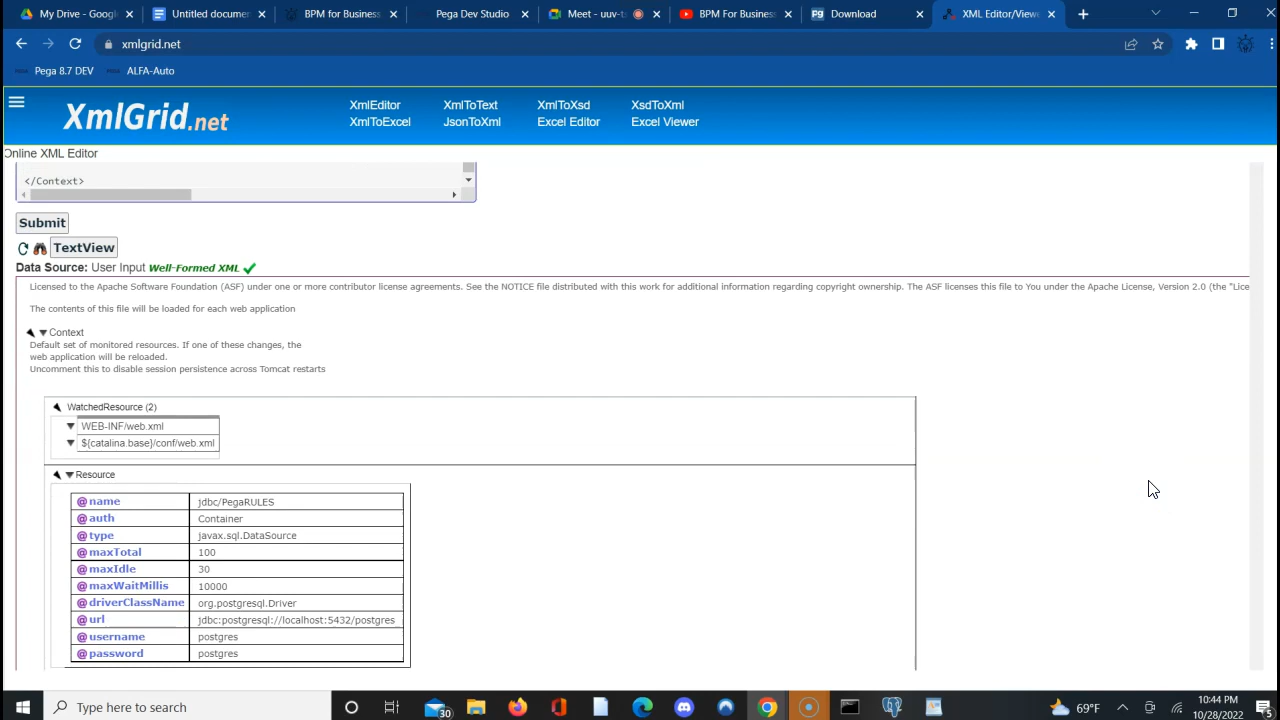 My Drive - Google
Untitled documen
BPM for Business
Pega Dev Studio
Meet - uuv-t
BPM For Business
Download
XML Editor/Viewe
xmlgrid.net
Pega 8.7 DEV
ALFA-Auto
XmlGrid.net
XmlEditor XmlToText XmlToXsd XsdToXml
XmlToExcel JsonToXml Excel Editor Excel Viewer
Online XML Editor
</Context>
Submit
TextView
Data Source: User Input Well-Formed XML
Licensed to the Apache Software Foundation (ASF) under one or more contributor license agreements. See the NOTICE file distributed with this work for additional information regarding copyright ownership. The ASF licenses this file to You under the Apache License, Version 2.0 (the "Lice
The contents of this file will be loaded for each web application
Context
Default set of monitored resources. If one of these changes, the
web application will be reloaded.
Uncomment this to disable session persistence across Tomcat restarts
WatchedResource (2)
WEB-INF/web.xml
${catalina.base}/conf/web.xml
Resource
@name jdbc/PegaRULES
@auth Container
@type javax.sql.DataSource
@maxTotal 100
@maxIdle 30
@maxWaitMillis 10000
@driverClassName org.postgresql.Driver
@url jdbc:postgresql://localhost:5432/postgres
@username postgres
@password postgres
Type here to search
30
69°F
10:44 PM
10/28/2022
5